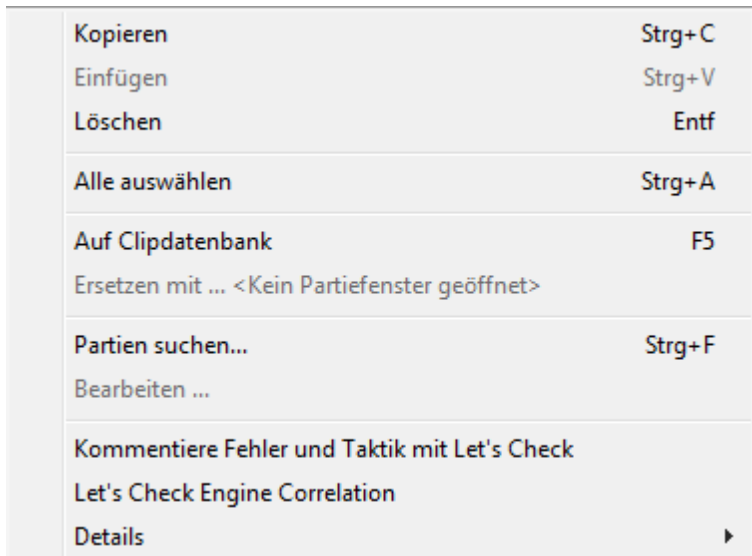 Kopieren Strg+C
Einfügen Strg+V
Löschen Entf
Alle auswählen Strg+A
Auf Clipdatenbank F5
Ersetzen mit ... <Kein Partiefenster geöffnet>
Partien suchen... Strg+F
Bearbeiten ...
Kommentiere Fehler und Taktik mit Let's Check
Let's Check Engine Correlation
Details